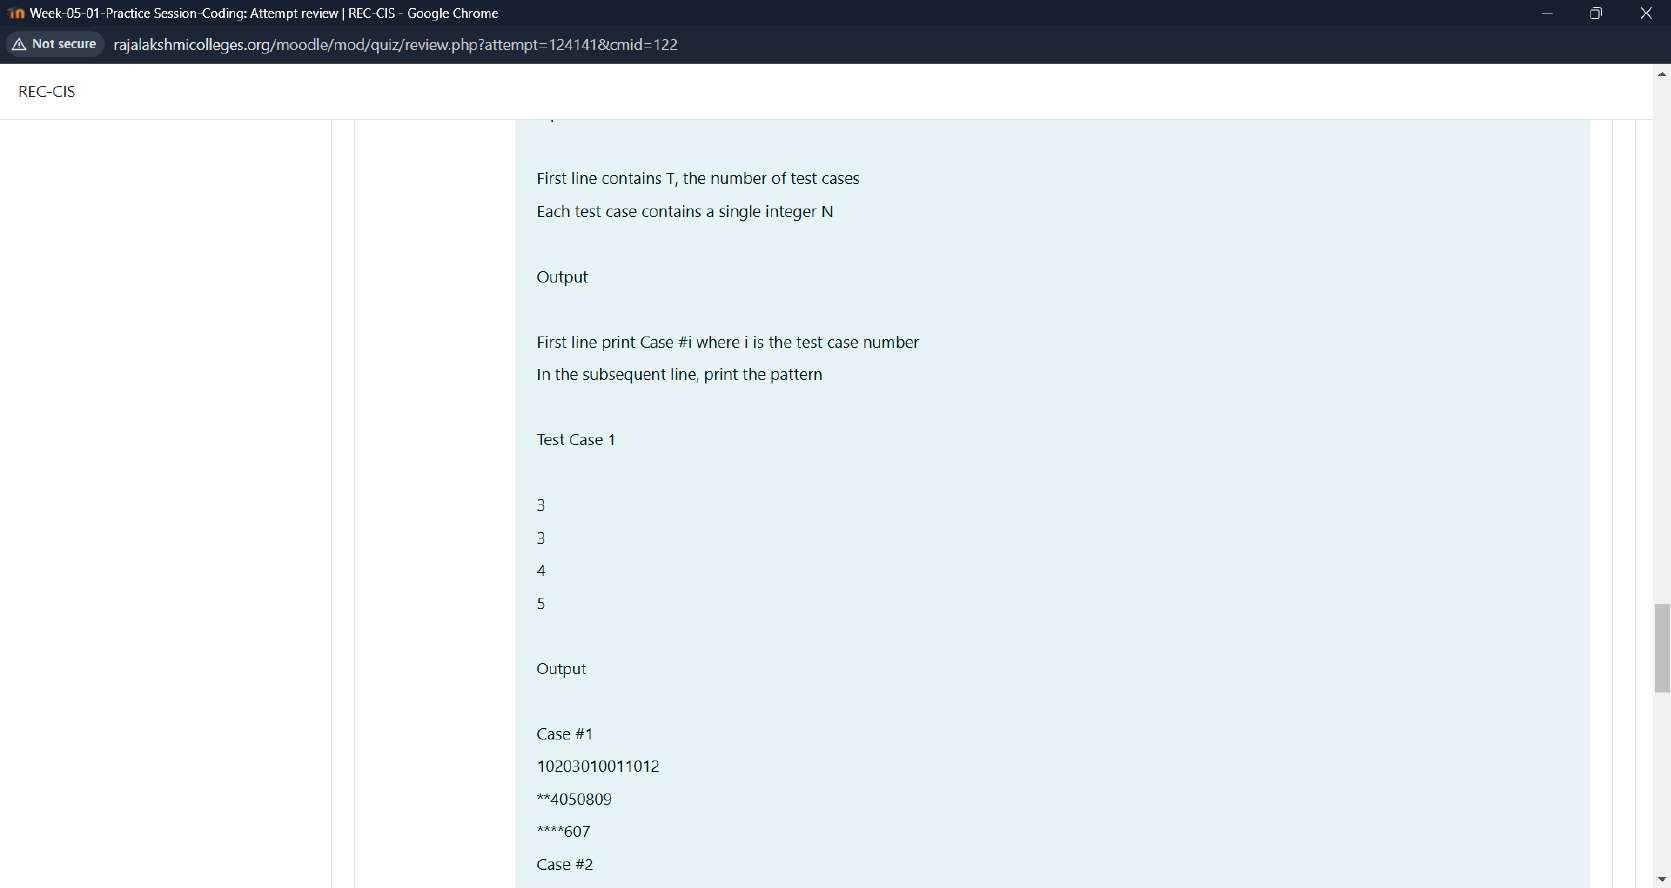 Week-05-01-Practice Session-Coding: Attempt review | REC-CIS - Google Chrome
Not secure rajalakshmicolleges.org/moodle/mod/quiz/review.php?attempt=124141&cmid=122
REC-CIS
First line contains T, the number of test cases
Each test case contains a single integer N
Output
First line print Case #i where i is the test case number
In the subsequent line, print the pattern
Test Case 1
3
3
4
5
Output
Case #1
10203010011012
**4050809
****607
Case #2